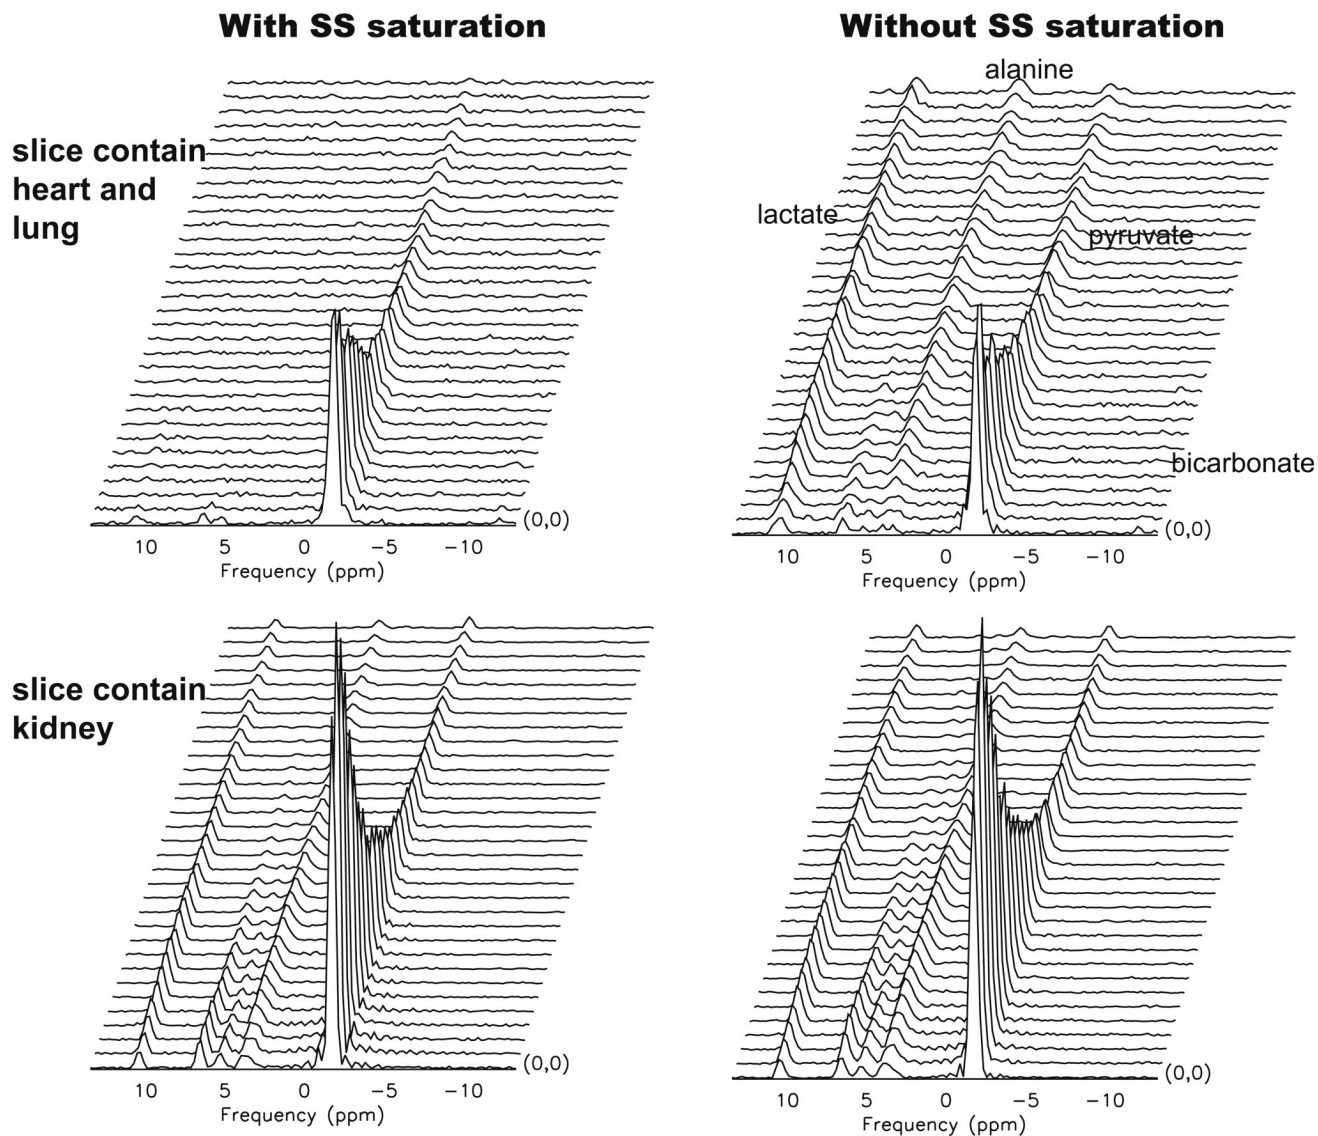 With SS saturation
Without SS saturation
slice contain
heart and
lung
alanine
lactate
pyruvate
bicarbonate
(0,0)
10 5 0 −5 −10
Frequency (ppm)
(0,0)
10 5 0 −5 −10
Frequency (ppm)
slice contain
kidney
(0,0)
10 5 0 −5 −10
Frequency (ppm)
(0,0)
10 5 0 −5 −10
Frequency (ppm)